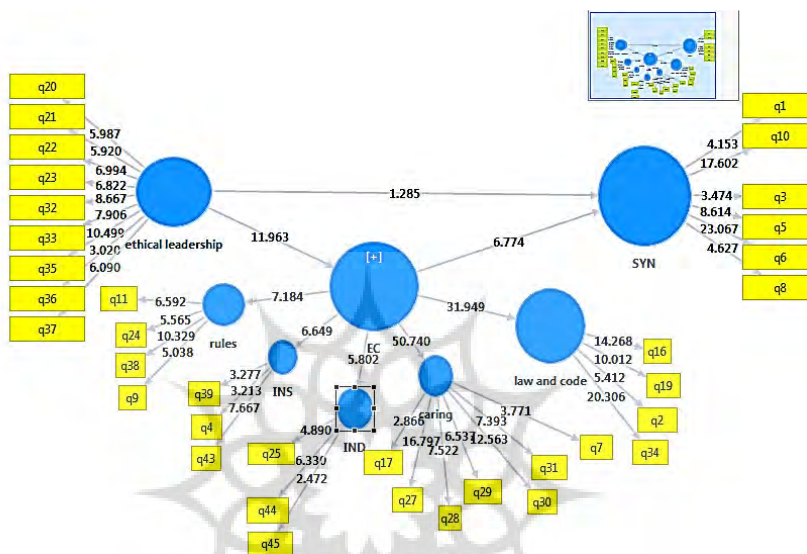 q20
q21
q22
q23
q32
q33
q35
q36
q37
5.987
5.920
6.994
6.822
8.667
7.906
10.499
3.020
6.090
ethical leadership
1.285
11.963
6.774
[+]
EC
SYN
4.153
17.602
3.474
8.614
23.067
4.627
q1
q10
q3
q5
q6
q8
7.184
6.649
5.802
50.740
31.949
rules
q11
q24
q38
q9
6.592
5.565
10.329
5.038
INS
q39
q4
q43
3.277
3.213
7.667
IND
q25
q44
q45
4.890
6.330
2.472
caring
2.866
16.797
7.522
12.563
7.393
3.771
q17
q27
q28
q29
q30
q31
q7
law and code
14.268
10.012
5.412
20.306
q16
q19
q2
q34